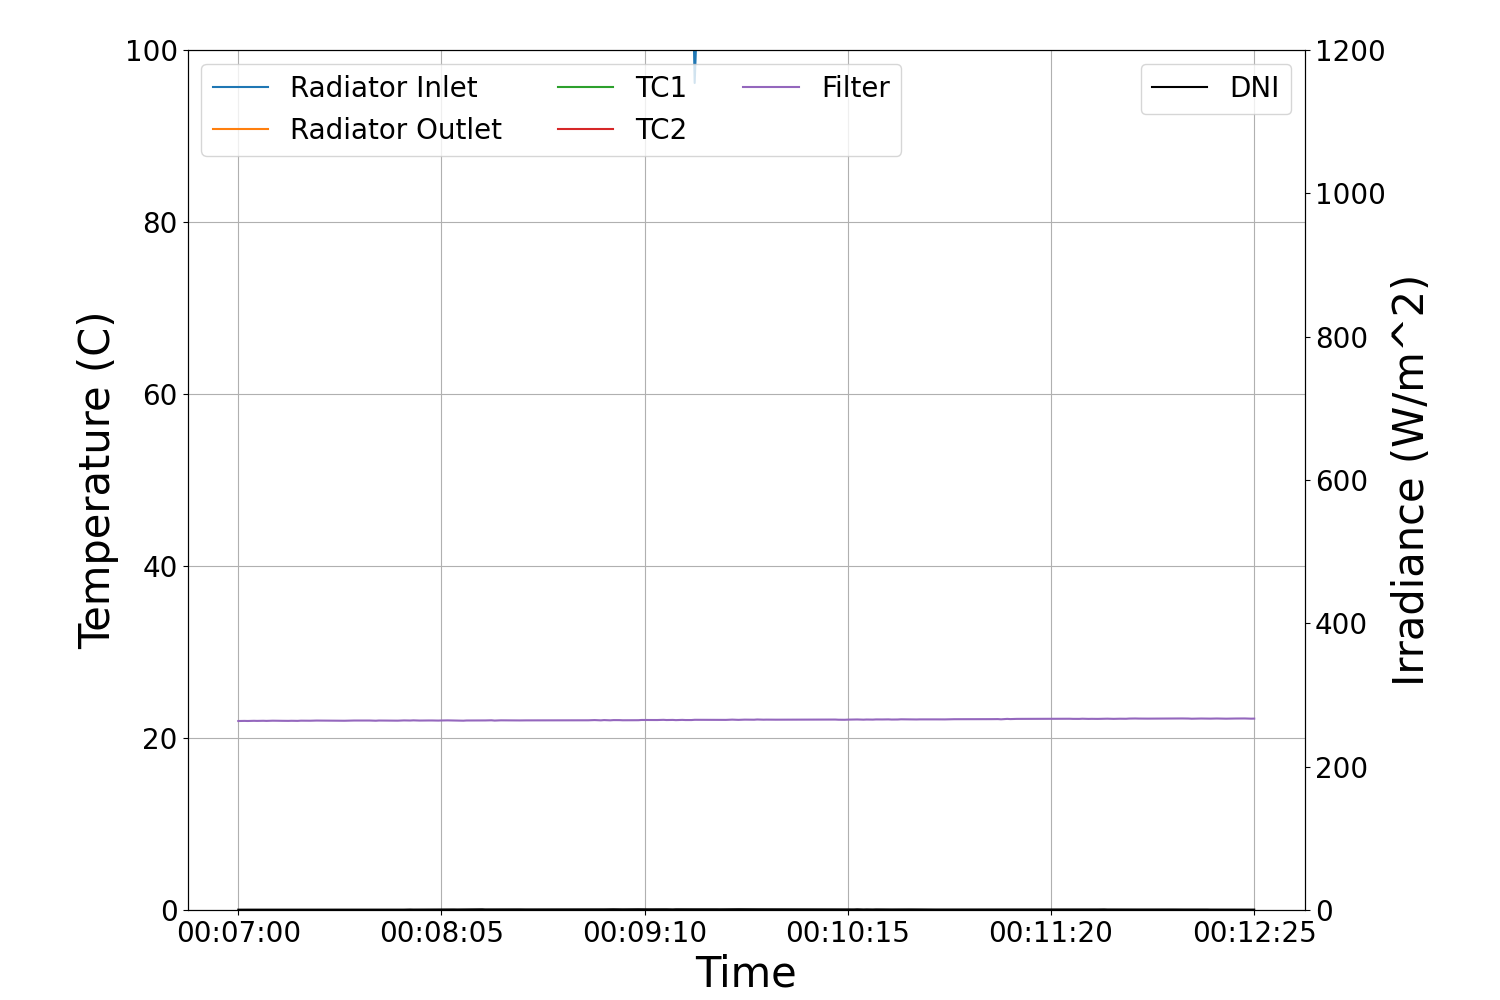 100
80
60
40
20
0
Temperature (C)
Radiator Inlet
Radiator Outlet
TC1
TC2
Filter
DNI
1200
1000
800
600
400
200
0
Irradiance (W/m^2)
00:07:00 00:08:05 00:09:10 00:10:15 00:11:20 00:12:25
Time